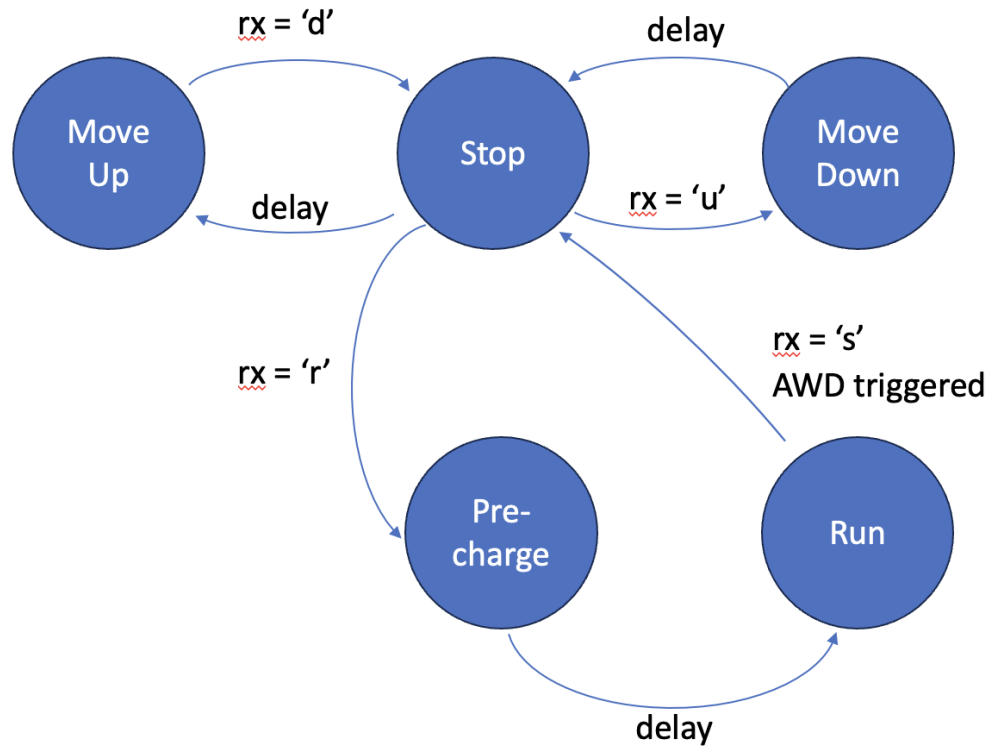 rx = ‘d’
delay
Move
Up
Stop
Move
Down
delay
rx = ‘u’
rx = ‘r’
rx = ‘s’
AWD triggered
Pre-
charge
Run
delay